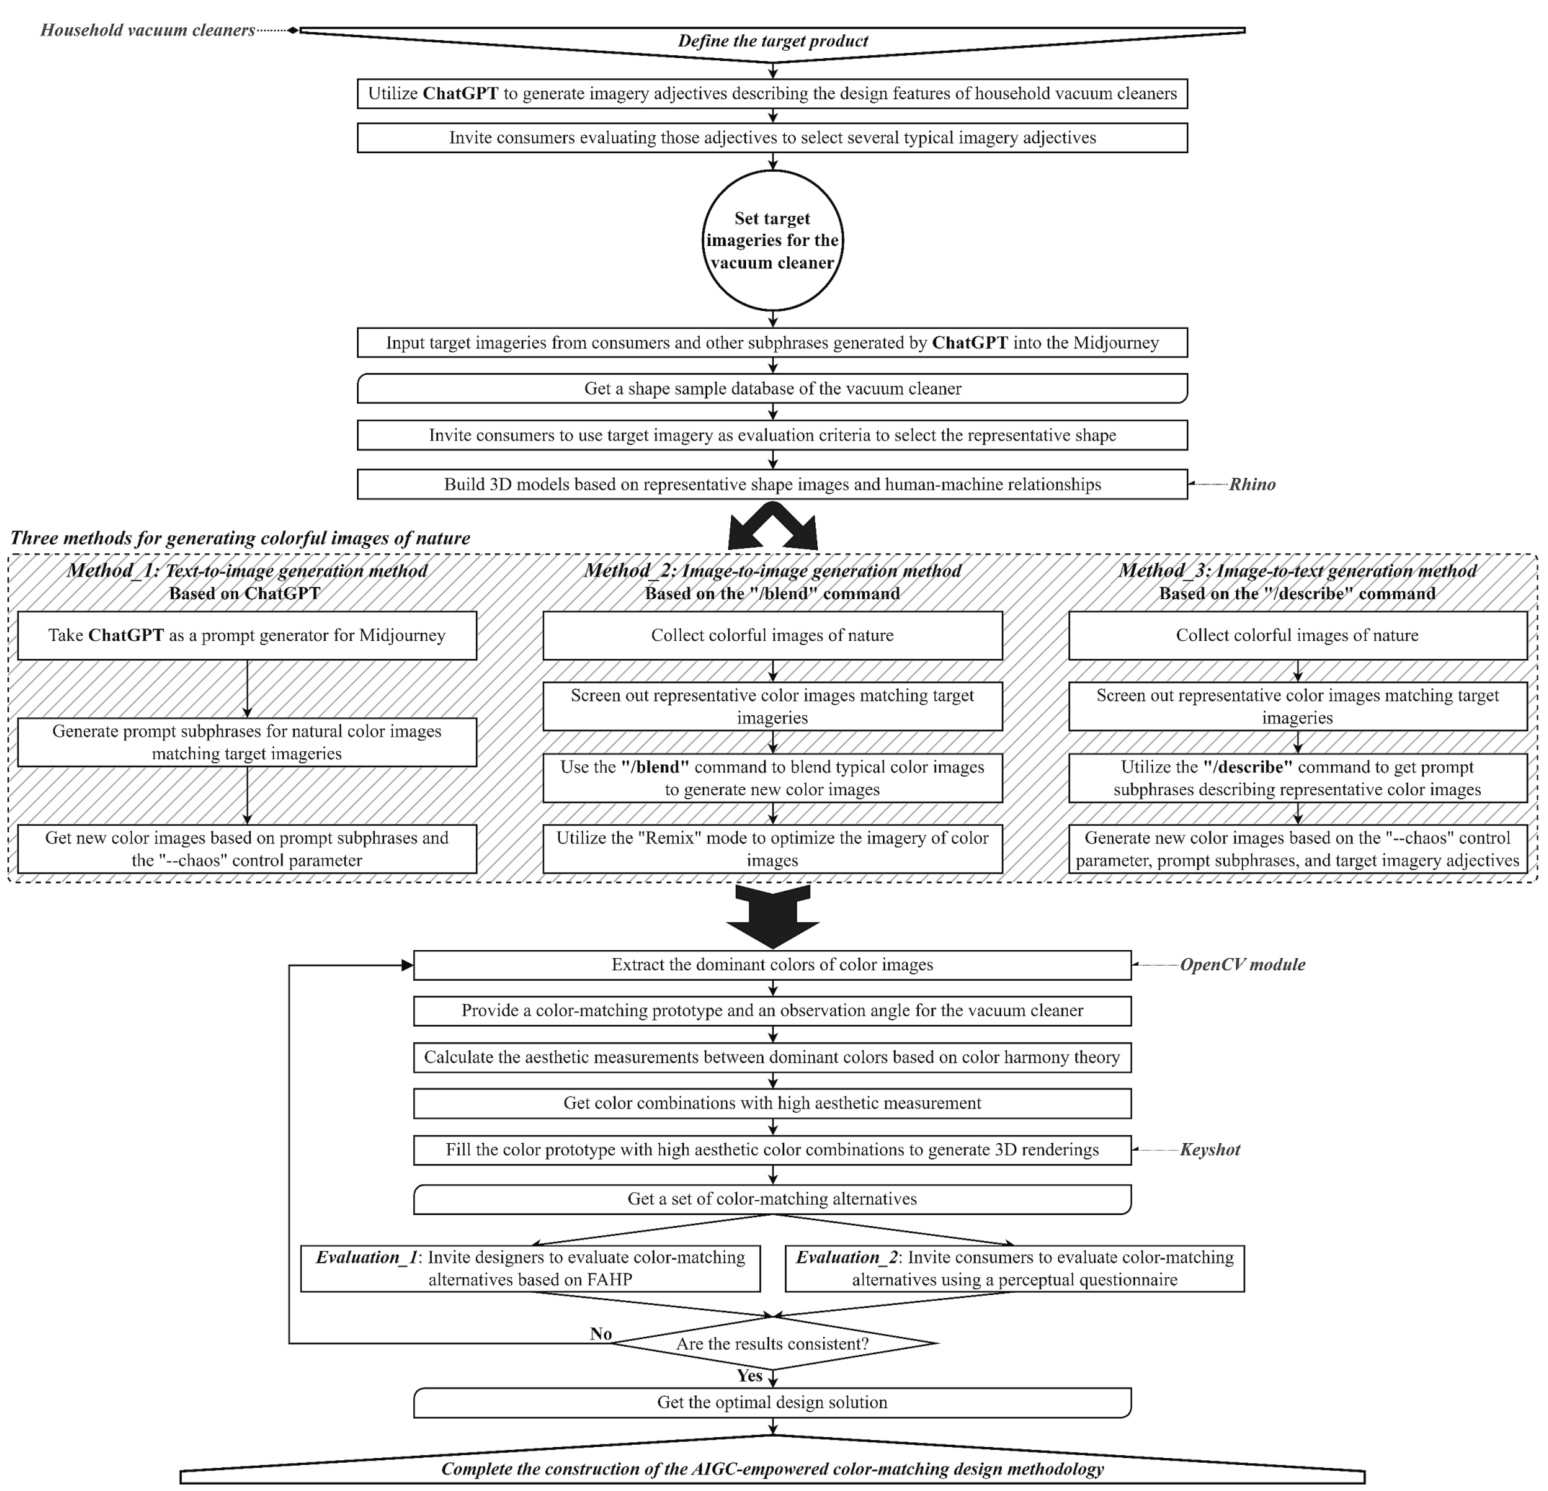 Household vacuum cleaners
Define the target product
Utilize ChatGPT to generate imagery adjectives describing the design features of household vacuum cleaners
Invite consumers evaluating those adjectives to select several typical imagery adjectives
Set target
imageries for the
vacuum cleaner
Input target imageries from consumers and other subphrases generated by ChatGPT into the Midjourney
Get a shape sample database of the vacuum cleaner
Invite consumers to use target imagery as evaluation criteria to select the representative shape
Build 3D models based on representative shape images and human-machine relationships
Rhino
Three methods for generating colorful images of nature
Method_1: Text-to-image generation method
Based on ChatGPT
Take ChatGPT as a prompt generator for Midjourney
Generate prompt subphrases for natural color images
matching target imageries
Get new color images based on prompt subphrases and
the "--chaos" control parameter
Method_2: Image-to-image generation method
Based on the "/blend" command
Collect colorful images of nature
Screen out representative color images matching target
imageries
Use the "/blend" command to blend typical color images
to generate new color images
Utilize the "Remix" mode to optimize the imagery of color
images
Method_3: Image-to-text generation method
Based on the "/describe" command
Collect colorful images of nature
Screen out representative color images matching target
imageries
Utilize the "/describe" command to get prompt
subphrases describing representative color images
Generate new color images based on the "--chaos" control
parameter, prompt subphrases, and target imagery adjectives
Extract the dominant colors of color images
OpenCV module
Provide a color-matching prototype and an observation angle for the vacuum cleaner
Calculate the aesthetic measurements between dominant colors based on color harmony theory
Get color combinations with high aesthetic measurement
Fill the color prototype with high aesthetic color combinations to generate 3D renderings
Keyshot
Get a set of color-matching alternatives
Evaluation_1: Invite designers to evaluate color-matching
alternatives based on FAHP
Evaluation_2: Invite consumers to evaluate color-matching
alternatives using a perceptual questionnaire
No
Are the results consistent?
Yes
Get the optimal design solution
Complete the construction of the AIGC-empowered color-matching design methodology